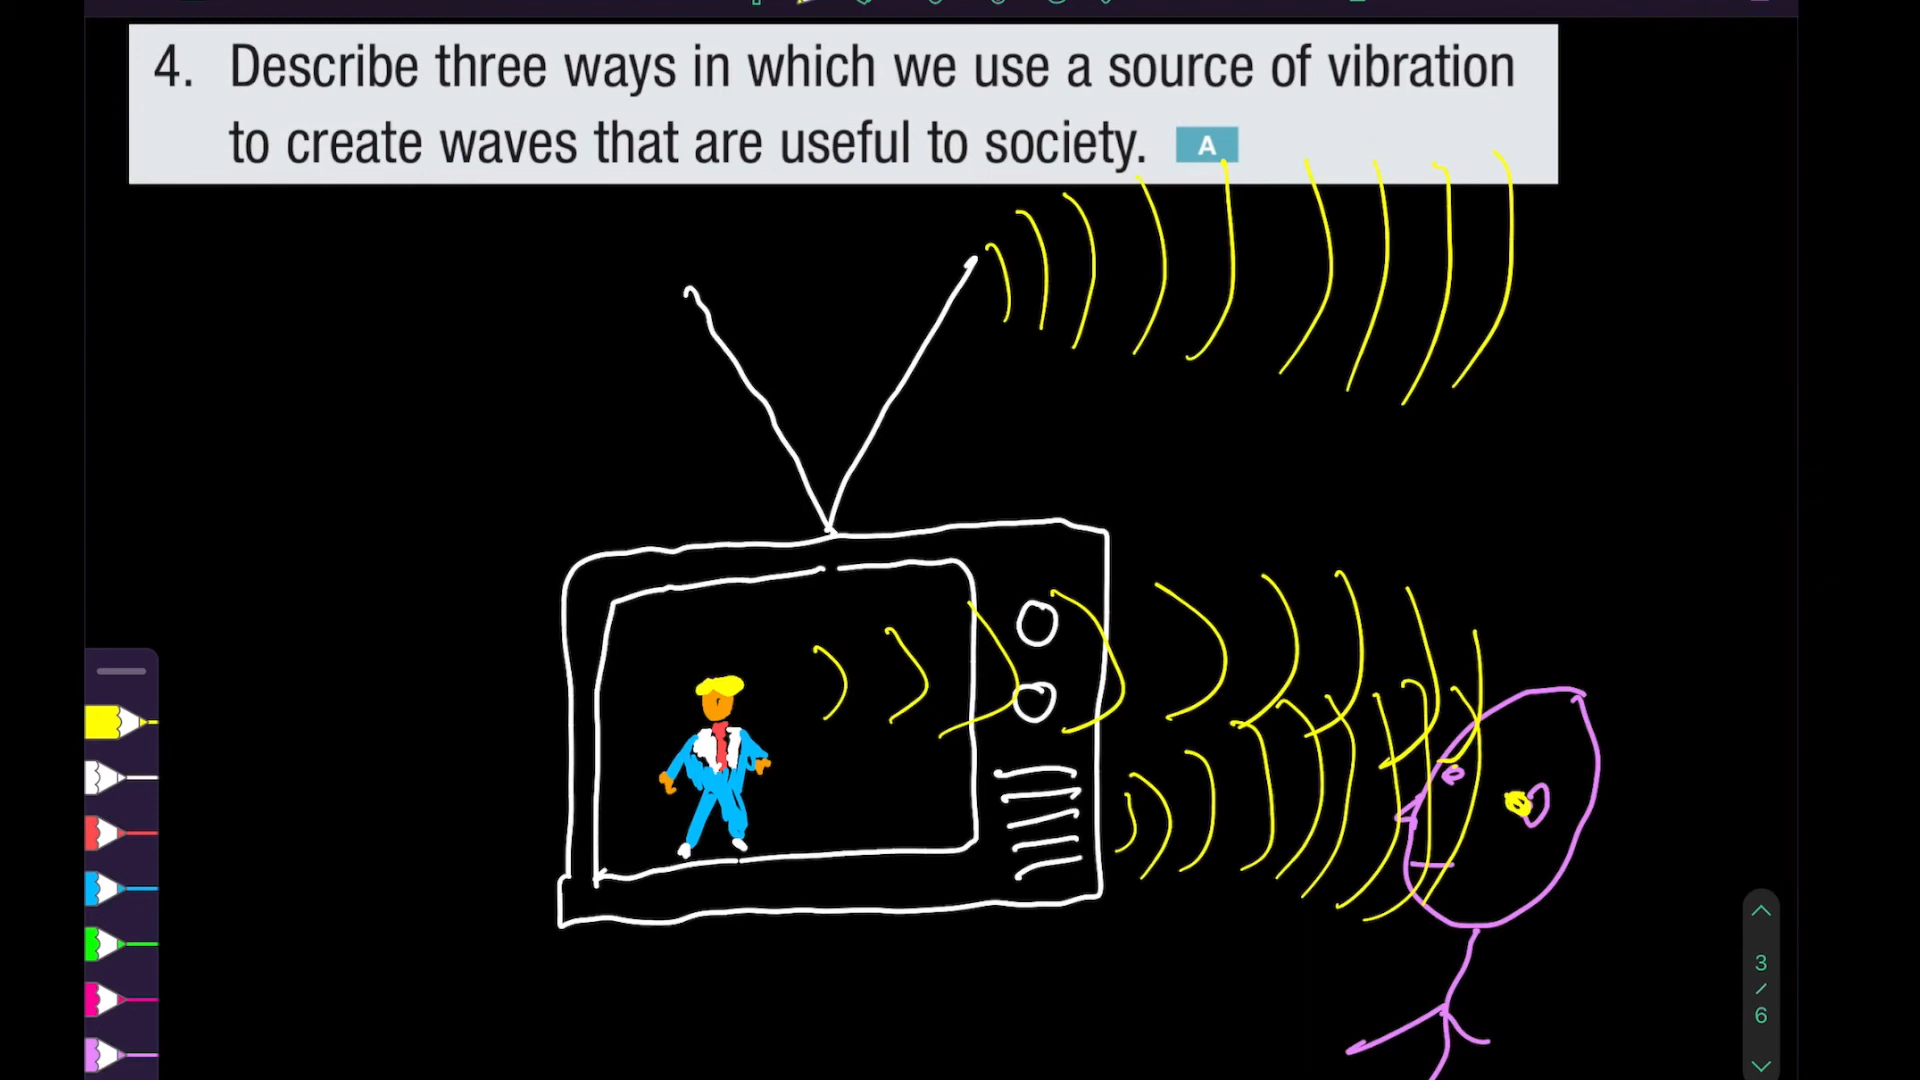 4. Describe three ways in which we use a source of vibration
to create waves that are useful to society. A
3
/
6